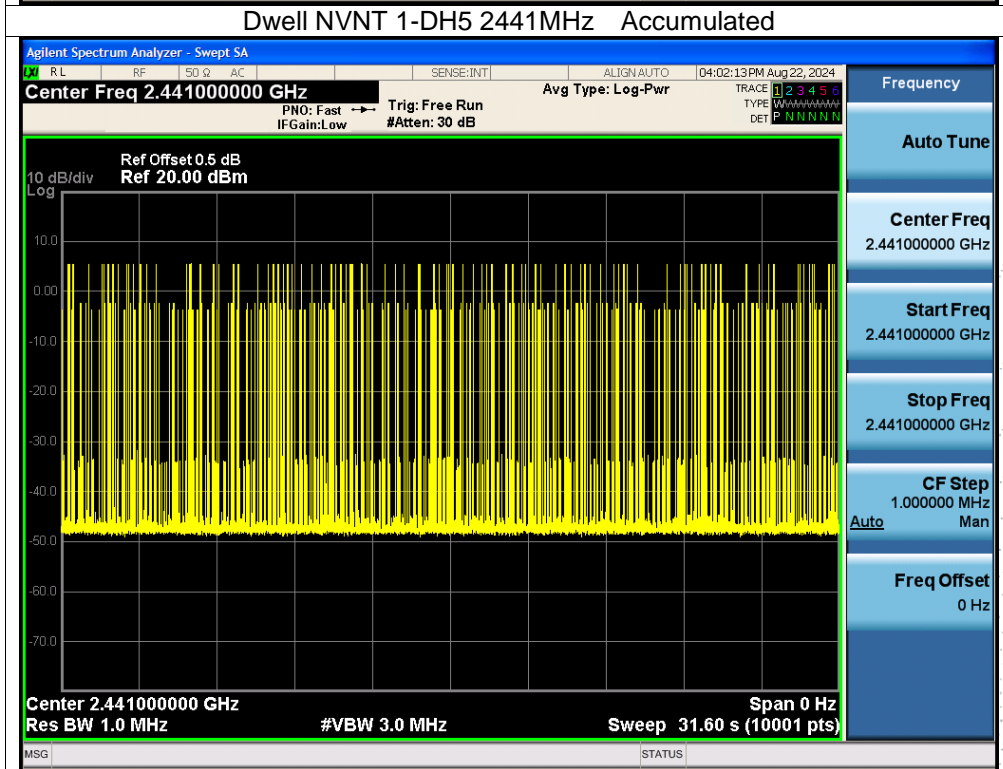 Dwell NVNT 1-DH5 2441MHz Accumulated
Agilent Spectrum Analyzer - Swept SA
LXI RL RF 50 Ω AC SENSE:INT ALIGN AUTO 04:02:13 PM Aug 22, 2024
Center Freq 2.441000000 GHz
PNO: Fast
IFGain:Low
Trig: Free Run
#Atten: 30 dB
Avg Type: Log-Pwr
TRACE 1 2 3 4 5 6
TYPE
DET P N N N N N
Ref Offset 0.5 dB
10 dB/div Ref 20.00 dBm
Log
10.0
0.00
-10.0
-20.0
-30.0
-40.0
-50.0
-60.0
-70.0
Center 2.441000000 GHz Span 0 Hz
Res BW 1.0 MHz #VBW 3.0 MHz Sweep 31.60 s (10001 pts)
MSG STATUS
Frequency
Auto Tune
Center Freq
2.441000000 GHz
Start Freq
2.441000000 GHz
Stop Freq
2.441000000 GHz
CF Step
1.000000 MHz
Auto Man
Freq Offset
0 Hz